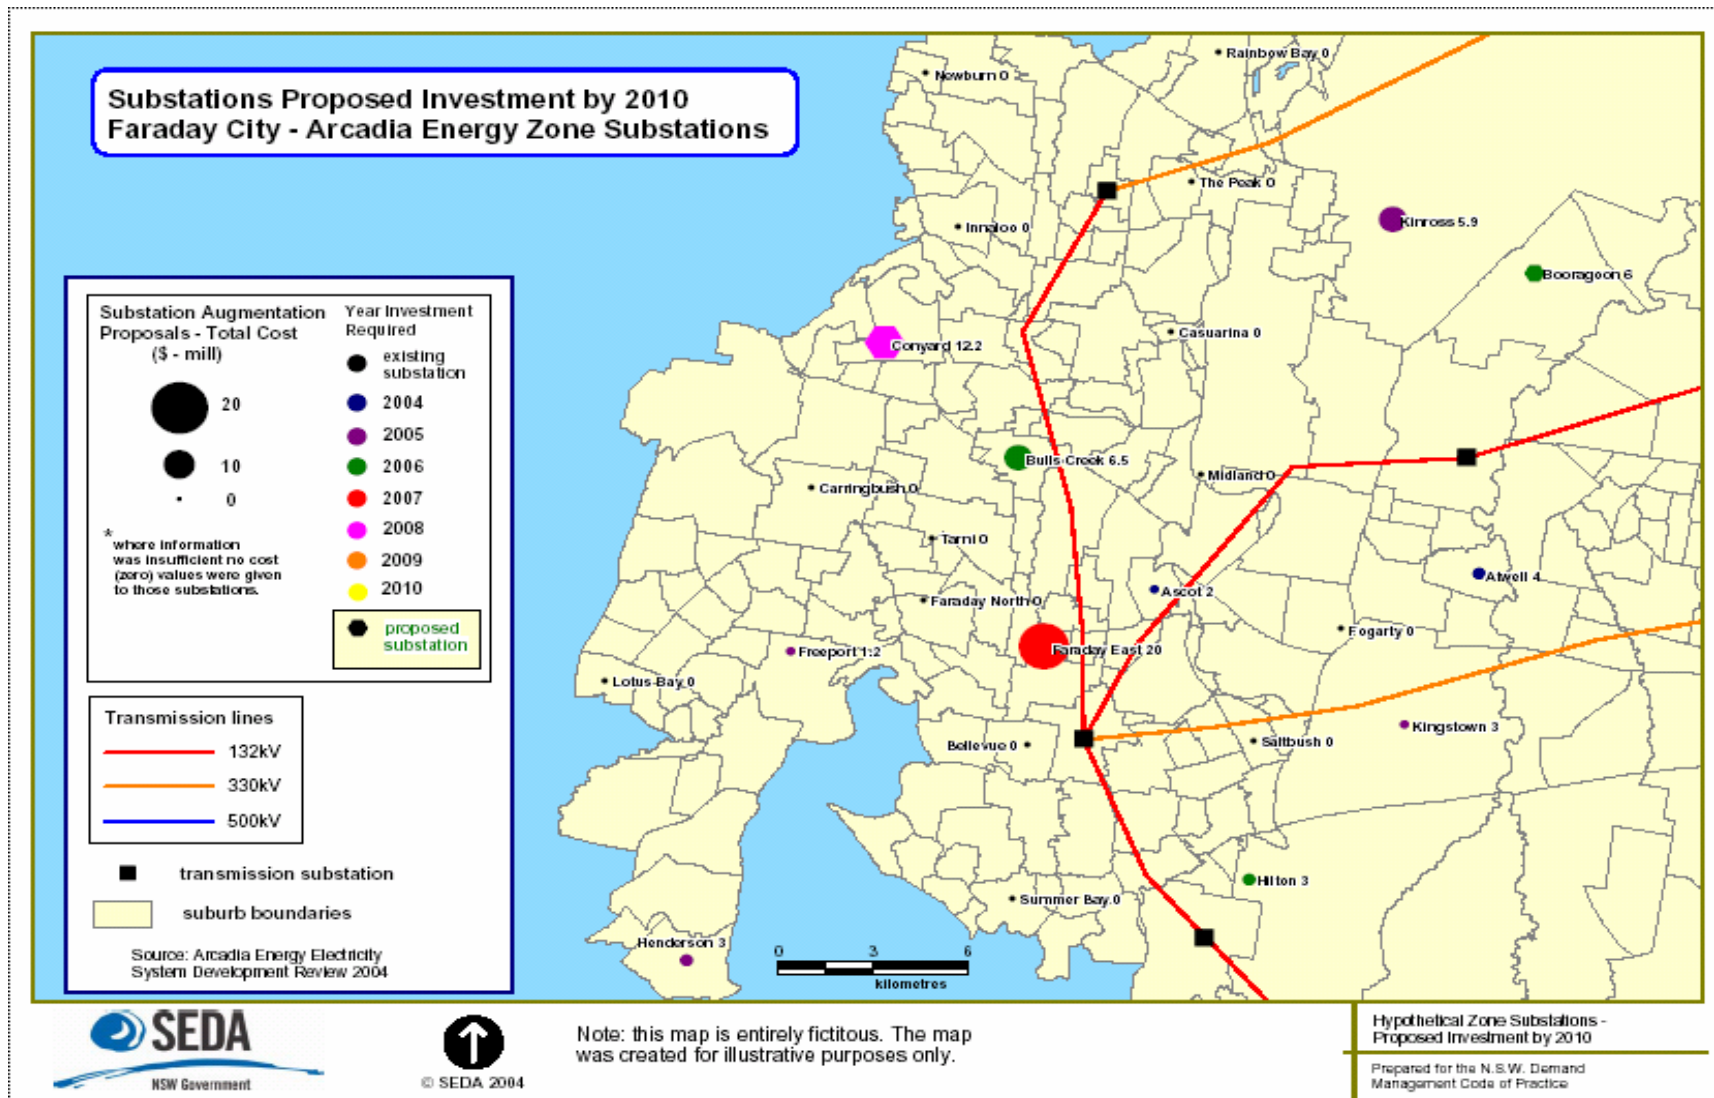 Substations Proposed Investment by 2010
Faraday City - Arcadia Energy Zone Substations
Newburn 0
Rainbow Bay 0
The Peak 0
Innaloo 0
Kinross 5.9
Booragoon 6
Conyard 12.2
Casuarina 0
Bulls Creek 6.5
Midland 0
Carringbush 0
Tarni 0
Ascot 2
Atwell 4
Faraday North 0
Fogarty 0
Faraday East 20
Freeport 1.2
Lotus Bay 0
Kingstown 3
Bellevue 0
Saltbush 0
Hilton 3
Summer Bay 0
Henderson 3
Substation Augmentation
Proposals - Total Cost
($ - mill)
20
10
0
*
where information
was insufficient no cost
(zero) values were given
to those substations.
Year Investment
Required
existing
substation
2004
2005
2006
2007
2008
2009
2010
proposed
substation
Transmission lines
132kV
330kV
500kV
transmission substation
suburb boundaries
Source: Arcadia Energy Electricity
System Development Review 2004
0 3 6
kilometres
SEDA
NSW Government
© SEDA 2004
Note: this map is entirely fictitous. The map
was created for illustrative purposes only.
Hypothetical Zone Substations -
Proposed Investment by 2010
Prepared for the N.S.W. Demand
Management Code of Practice